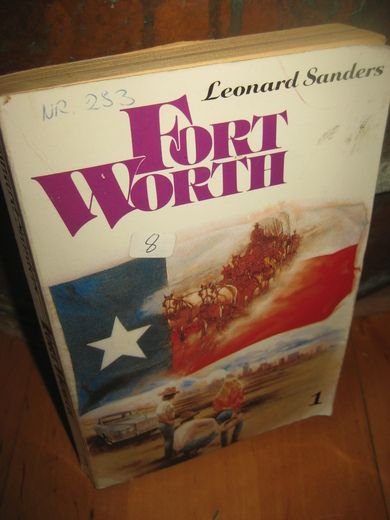 Leonard Sanders
NR. 253
FORT
WORTH
8
1